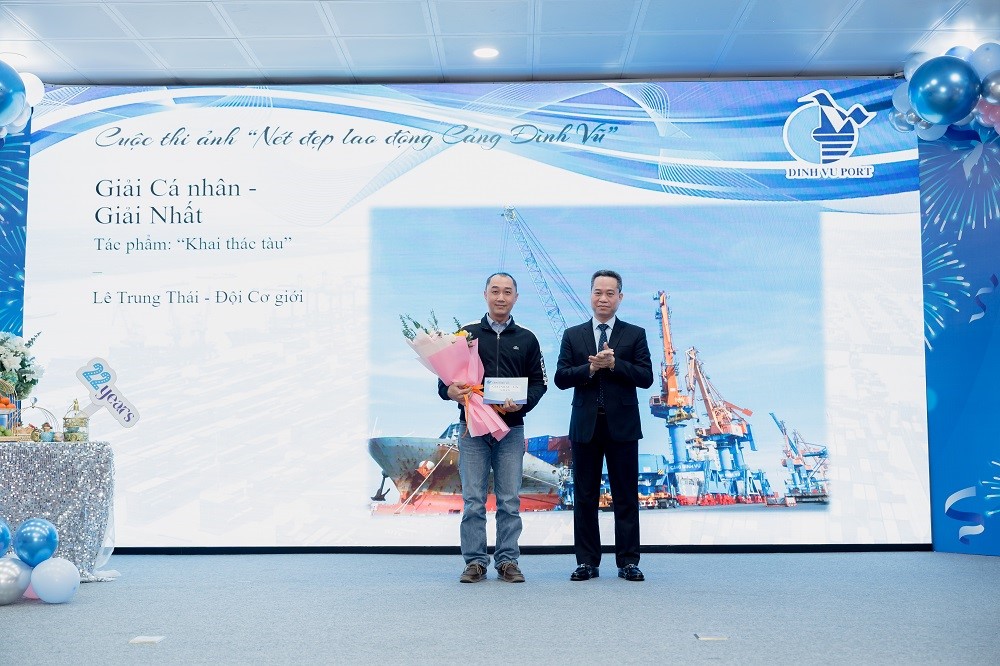 Cuộc thi ảnh “Nét đẹp lao động Cảng Đình Vũ”
DINH VU PORT
Giải Cá nhân -
Giải Nhất
Tác phẩm: “Khai thác tàu”
Lê Trung Thái - Đội Cơ giới
22
years